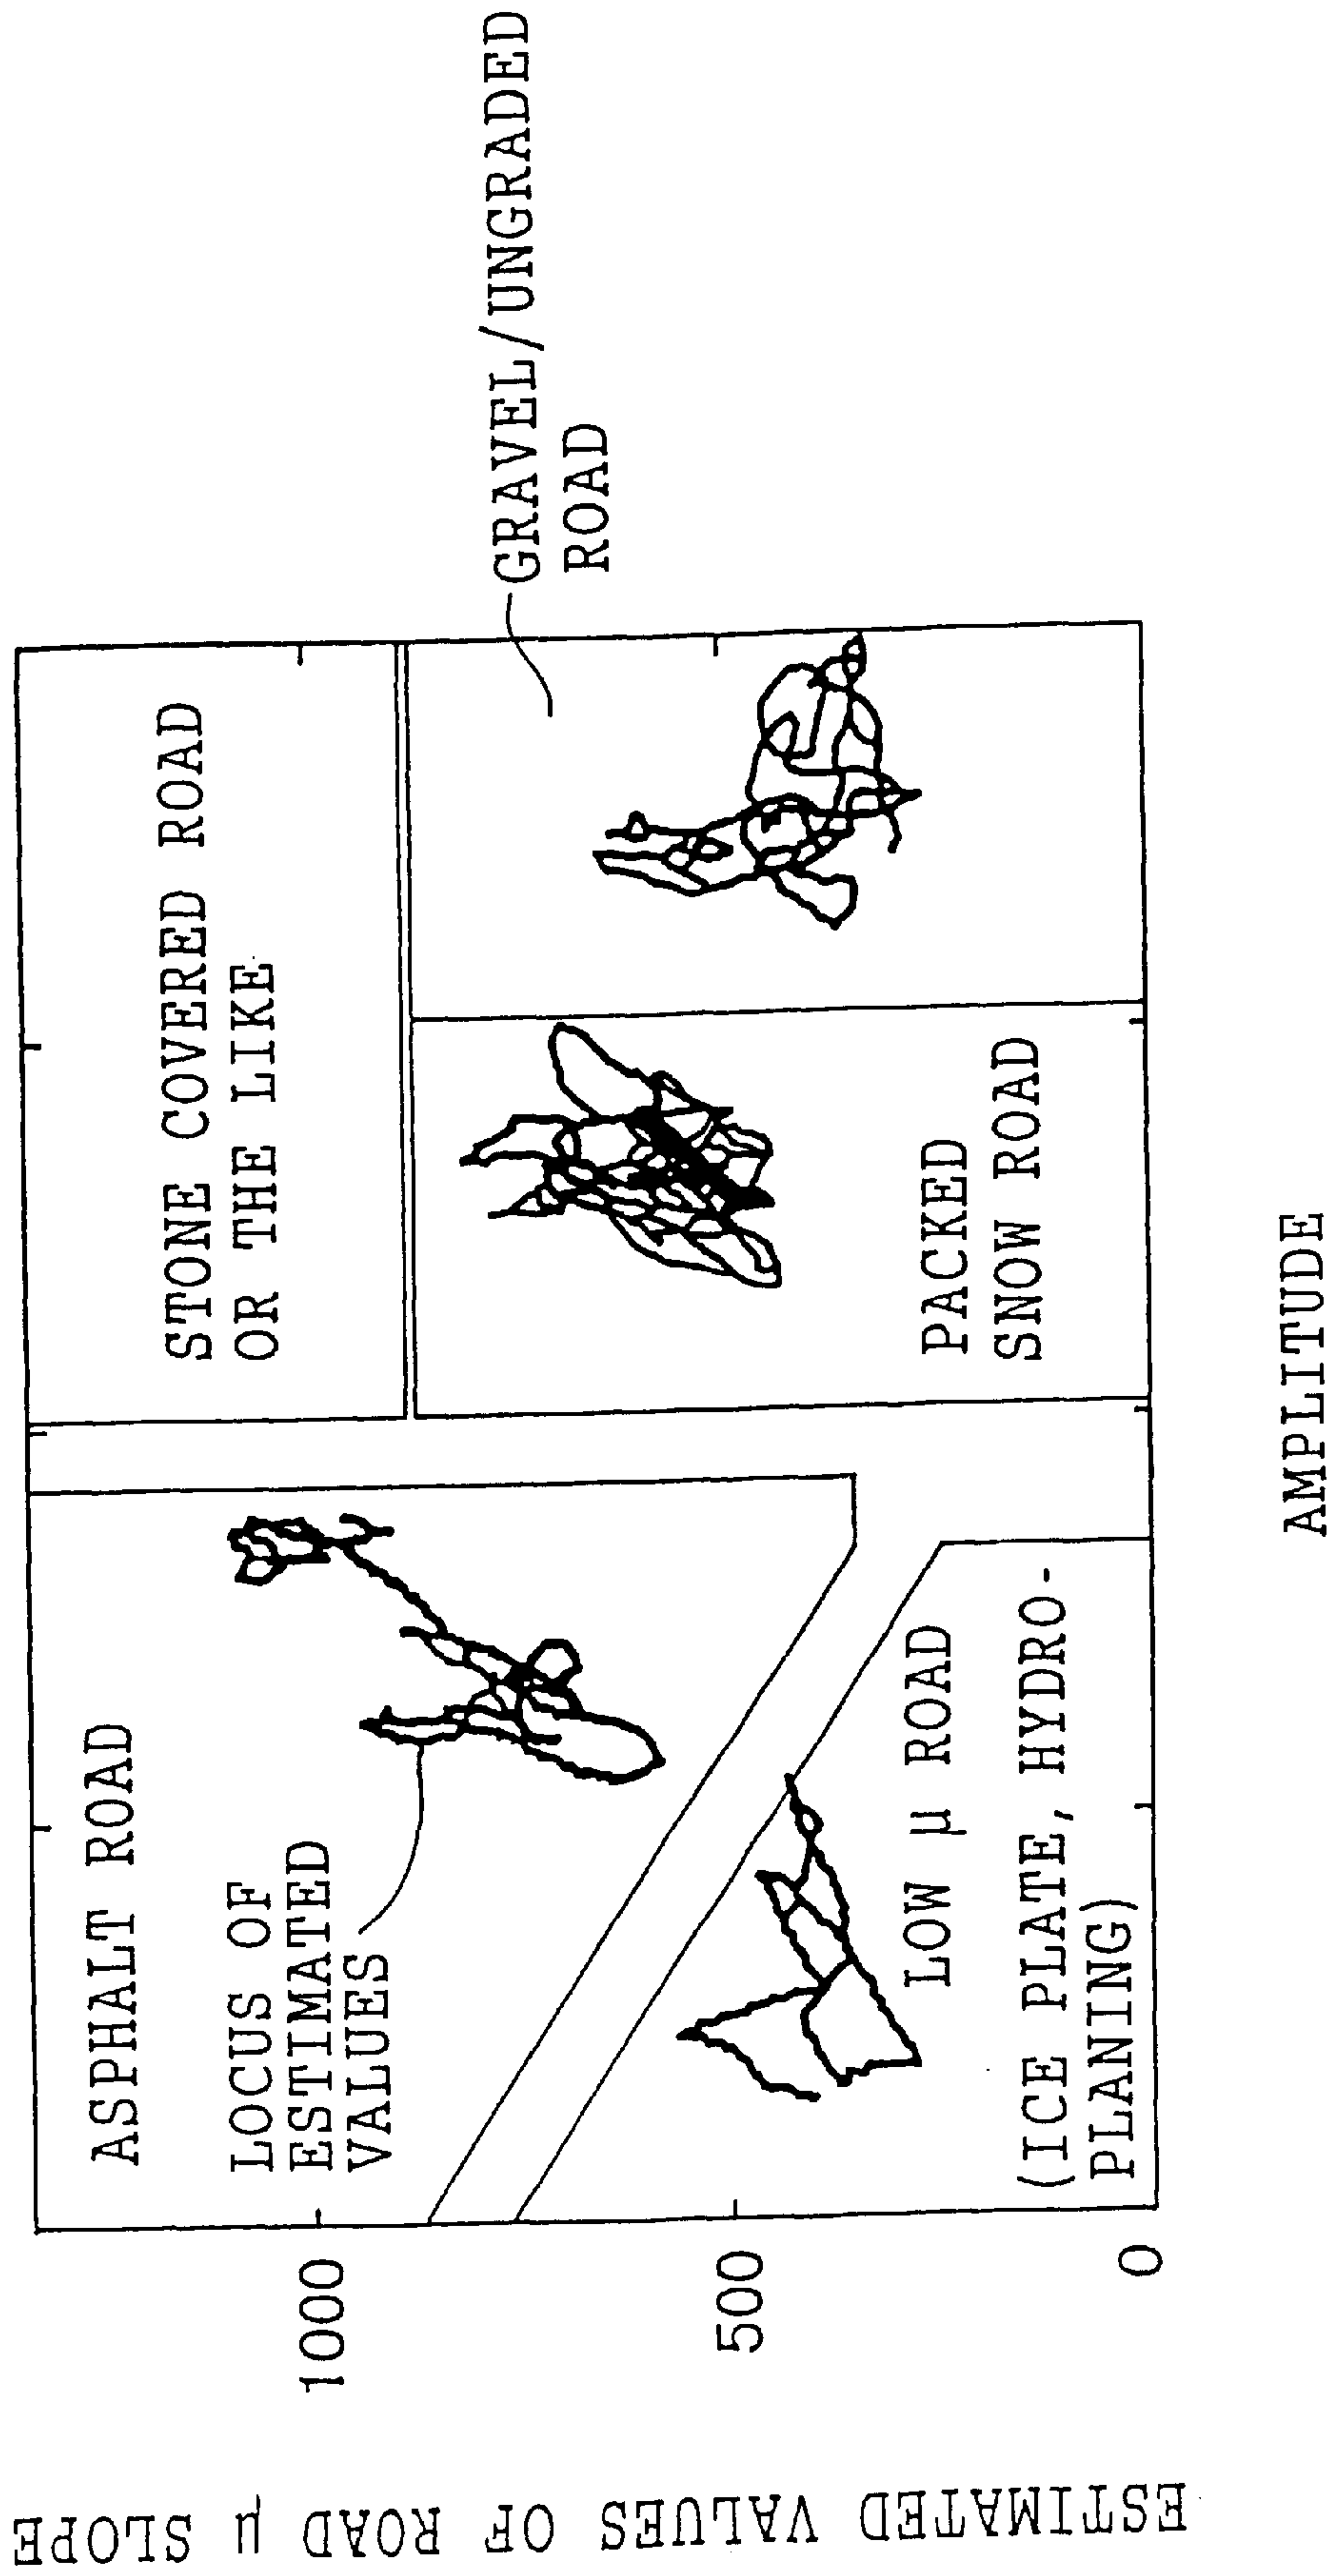 ESTIMATED VALUES OF ROAD μ SLOPE
1000
500
0
ASPHALT ROAD
LOCUS OF
ESTIMATED
VALUES
LOW μ ROAD
(ICE PLATE, HYDRO-
PLANING)
STONE COVERED ROAD
OR THE LIKE
PACKED
SNOW ROAD
GRAVEL/UNGRADED
ROAD
AMPLITUDE